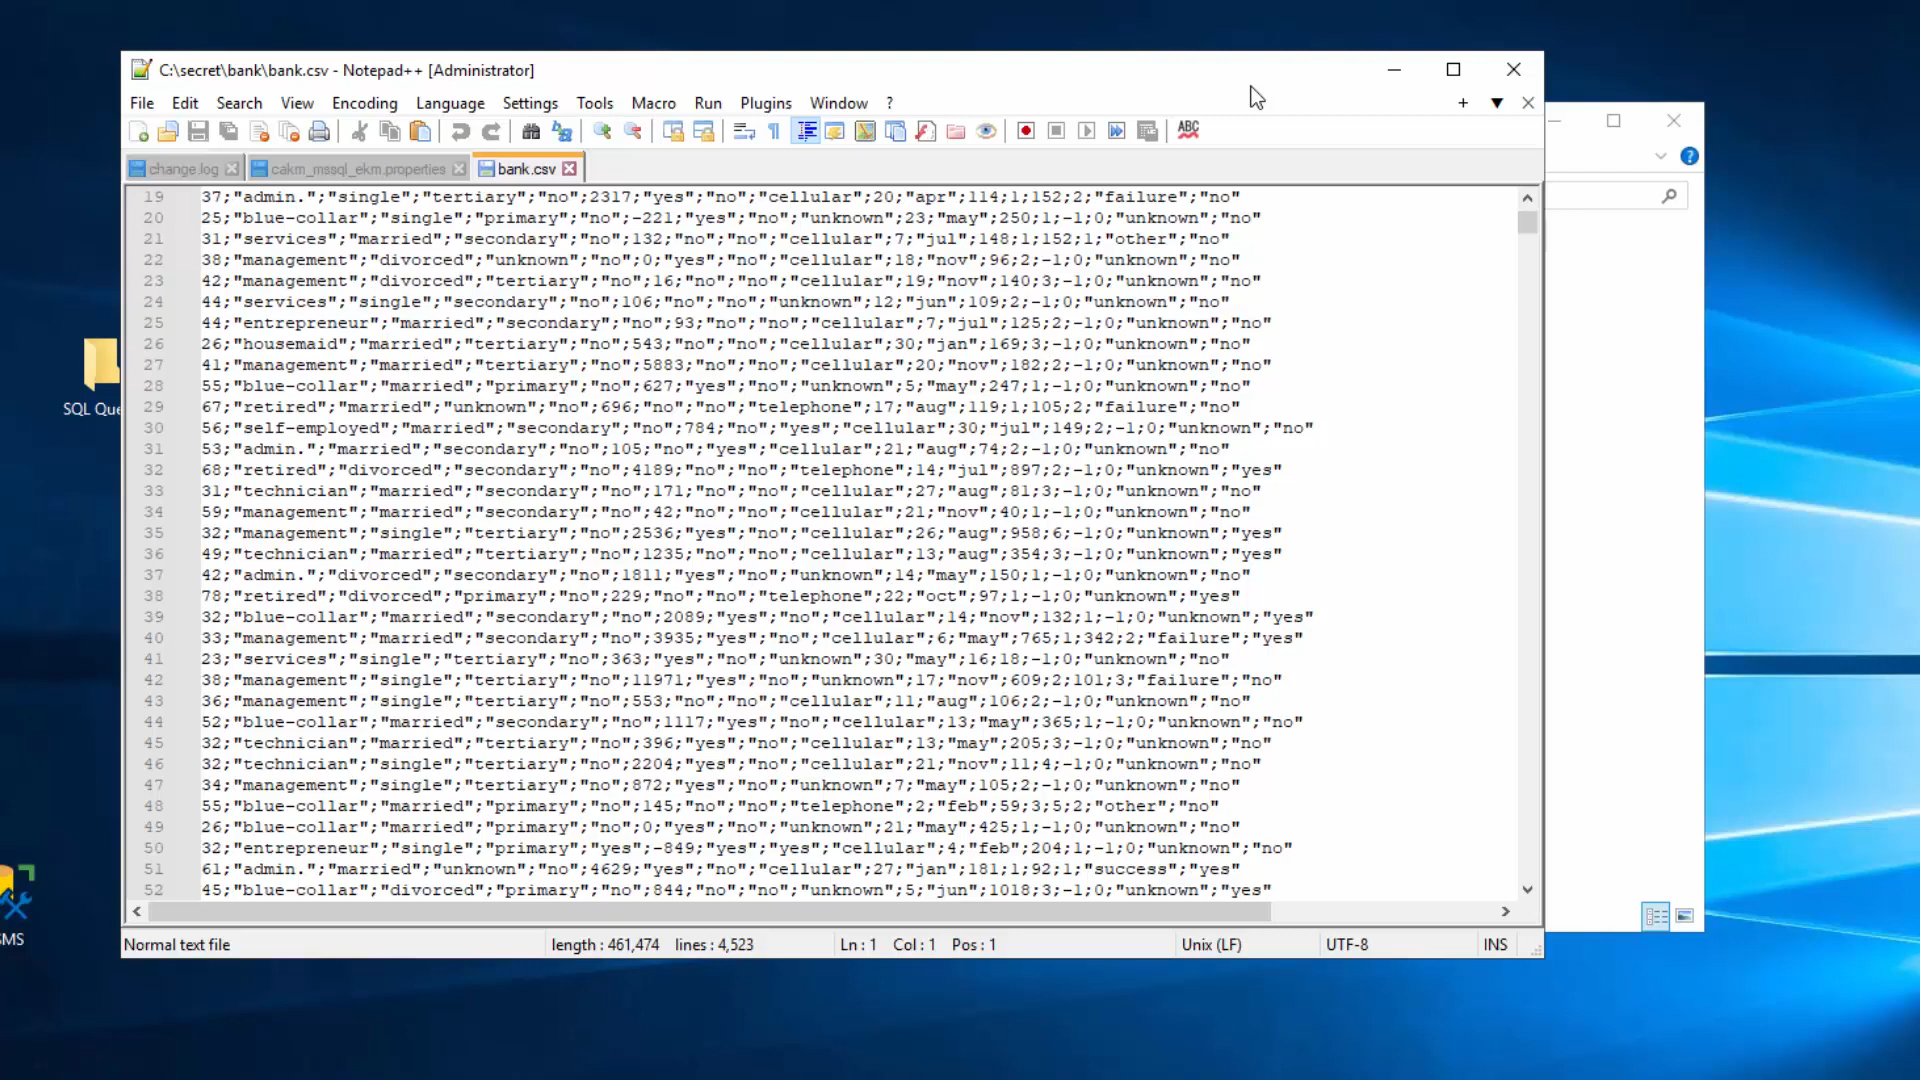 C:\secret\bank\bank.csv - Notepad++ [Administrator]
File Edit Search View Encoding Language Settings Tools Macro Run Plugins Window ?
ABC
change.log cakm_mssql_ekm.properties bank.csv
19 37;"admin.";"single";"tertiary";"no";2317;"yes";"no";"cellular";20;"apr";114;1;152;2;"failure";"no"
20 25;"blue-collar";"single";"primary";"no";-221;"yes";"no";"unknown";23;"may";250;1;-1;0;"unknown";"no"
21 31;"services";"married";"secondary";"no";132;"no";"no";"cellular";7;"jul";148;1;152;1;"other";"no"
22 38;"management";"divorced";"unknown";"no";0;"yes";"no";"cellular";18;"nov";96;2;-1;0;"unknown";"no"
23 42;"management";"divorced";"tertiary";"no";16;"no";"no";"cellular";19;"nov";140;3;-1;0;"unknown";"no"
24 44;"services";"single";"secondary";"no";106;"no";"no";"unknown";12;"jun";109;2;-1;0;"unknown";"no"
25 44;"entrepreneur";"married";"secondary";"no";93;"no";"no";"cellular";7;"jul";125;2;-1;0;"unknown";"no"
26 26;"housemaid";"married";"tertiary";"no";543;"no";"no";"cellular";30;"jan";169;3;-1;0;"unknown";"no"
27 41;"management";"married";"tertiary";"no";5883;"no";"no";"cellular";20;"nov";182;2;-1;0;"unknown";"no"
28 55;"blue-collar";"married";"primary";"no";627;"yes";"no";"unknown";5;"may";247;1;-1;0;"unknown";"no"
29 67;"retired";"married";"unknown";"no";696;"no";"no";"telephone";17;"aug";119;1;105;2;"failure";"no"
30 56;"self-employed";"married";"secondary";"no";784;"no";"yes";"cellular";30;"jul";149;2;-1;0;"unknown";"no"
31 53;"admin.";"married";"secondary";"no";105;"no";"yes";"cellular";21;"aug";74;2;-1;0;"unknown";"no"
32 68;"retired";"divorced";"secondary";"no";4189;"no";"no";"telephone";14;"jul";897;2;-1;0;"unknown";"yes"
33 31;"technician";"married";"secondary";"no";171;"no";"no";"cellular";27;"aug";81;3;-1;0;"unknown";"no"
34 59;"management";"married";"secondary";"no";42;"no";"no";"cellular";21;"nov";40;1;-1;0;"unknown";"no"
35 32;"management";"single";"tertiary";"no";2536;"yes";"no";"cellular";26;"aug";958;6;-1;0;"unknown";"yes"
36 49;"technician";"married";"tertiary";"no";1235;"no";"no";"cellular";13;"aug";354;3;-1;0;"unknown";"yes"
37 42;"admin.";"divorced";"secondary";"no";1811;"yes";"no";"unknown";14;"may";150;1;-1;0;"unknown";"no"
38 78;"retired";"divorced";"primary";"no";229;"no";"no";"telephone";22;"oct";97;1;-1;0;"unknown";"yes"
39 32;"blue-collar";"married";"secondary";"no";2089;"yes";"no";"cellular";14;"nov";132;1;-1;0;"unknown";"yes"
40 33;"management";"married";"secondary";"no";3935;"yes";"no";"cellular";6;"may";765;1;342;2;"failure";"yes"
41 23;"services";"single";"tertiary";"no";363;"yes";"no";"unknown";30;"may";16;18;-1;0;"unknown";"no"
42 38;"management";"single";"tertiary";"no";11971;"yes";"no";"unknown";17;"nov";609;2;101;3;"failure";"no"
43 36;"management";"single";"tertiary";"no";553;"no";"no";"cellular";11;"aug";106;2;-1;0;"unknown";"no"
44 52;"blue-collar";"married";"secondary";"no";1117;"yes";"no";"cellular";13;"may";365;1;-1;0;"unknown";"no"
45 32;"technician";"married";"tertiary";"no";396;"yes";"no";"cellular";13;"may";205;3;-1;0;"unknown";"no"
46 32;"technician";"single";"tertiary";"no";2204;"yes";"no";"cellular";21;"nov";11;4;-1;0;"unknown";"no"
47 34;"management";"single";"tertiary";"no";872;"yes";"no";"unknown";7;"may";105;2;-1;0;"unknown";"no"
48 55;"blue-collar";"married";"primary";"no";145;"no";"no";"telephone";2;"feb";59;3;5;2;"other";"no"
49 26;"blue-collar";"married";"primary";"no";0;"yes";"no";"unknown";21;"may";425;1;-1;0;"unknown";"no"
50 32;"entrepreneur";"single";"primary";"yes";-849;"yes";"yes";"cellular";4;"feb";204;1;-1;0;"unknown";"no"
51 61;"admin.";"married";"unknown";"no";4629;"yes";"no";"cellular";27;"jan";181;1;92;1;"success";"yes"
52 45;"blue-collar";"divorced";"primary";"no";844;"no";"no";"unknown";5;"jun";1018;3;-1;0;"unknown";"yes"
Normal text file length : 461,474 lines : 4,523 Ln : 1 Col : 1 Pos : 1 Unix (LF) UTF-8 INS
SQL Que
SMS